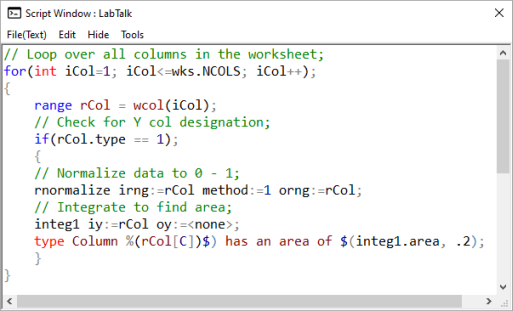 Script Window : LabTalk
File(Text) Edit Hide Tools
// Loop over all columns in the worksheet;
for(int iCol=1; iCol<=wks.NCOLS; iCol++);
{
range rCol = wcol(iCol);
// Check for Y col designation;
if(rCol.type == 1);
{
// Normalize data to 0 - 1;
rnormalize irng:=rCol method:=1 orng:=rCol;
// Integrate to find area;
integ1 iy:=rCol oy:=<none>;
type Column %(rCol[C])$) has an area of $(integ1.area, .2);
}
}